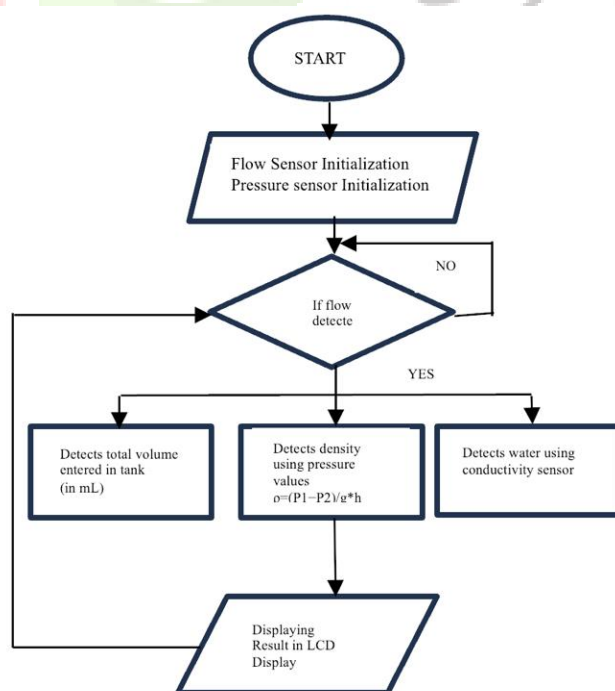 START
Flow Sensor Initialization
Pressure sensor Initialization
NO
If flow
detecte
YES
Detects total volume
entered in tank
(in mL)
Detects density
using pressure
values
ρ=(P1−P2)/g*h
Detects water using
conductivity sensor
Displaying
Result in LCD
Display